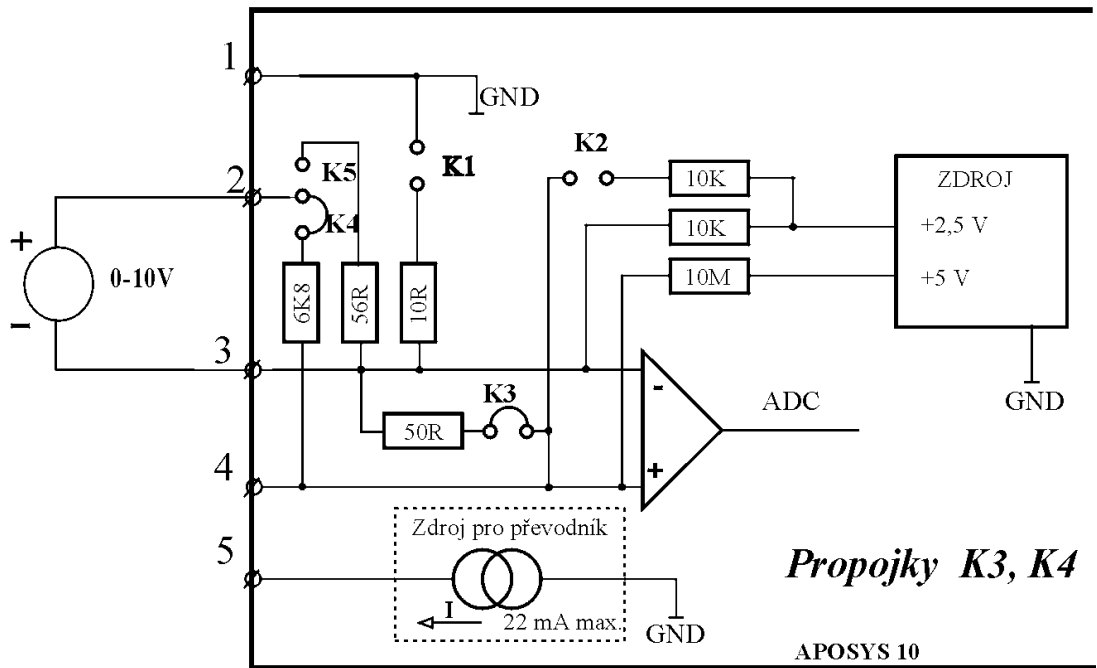 1
GND
K5
K1
K2
10K
ZDROJ
2
K4
10K
+2,5 V
+
0-10V
6K8
56R
10R
10M
+5 V
3
K3
-
ADC
GND
50R
4
+
Zdroj pro převodník
5
Propojky K3, K4
I
22 mA max.
GND
APOSYS 10